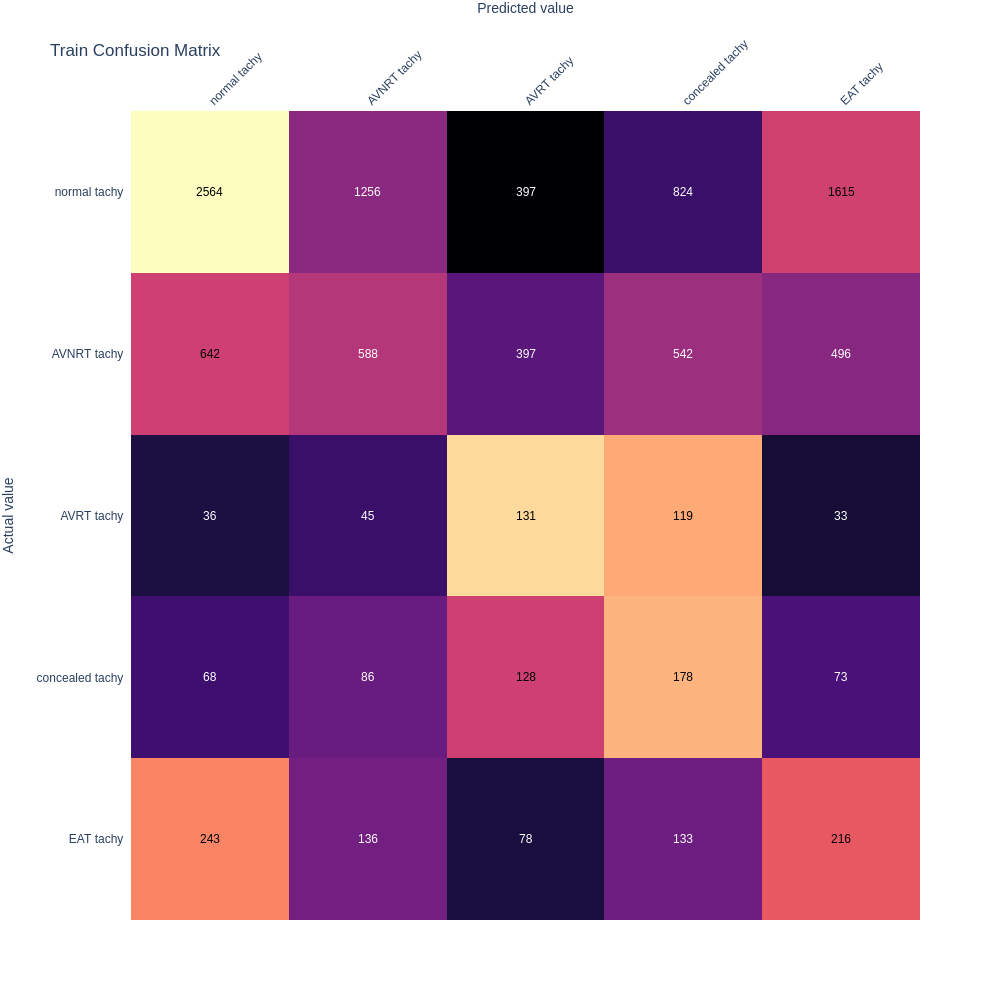 Predicted value
Train Confusion Matrix
normal tachy
AVNRT tachy
AVRT tachy
concealed tachy
EAT tachy
normal tachy 2564 1256 397 824 1615
AVNRT tachy 642 588 397 542 496
Actual value
AVRT tachy 36 45 131 119 33
concealed tachy 68 86 128 178 73
EAT tachy 243 136 78 133 216